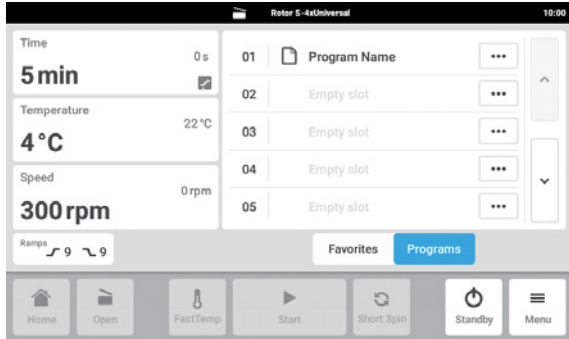 Rotor S-4xUniversal 10:00
Time
0 s
5 min
Temperature
22 °C
4 °C
Speed
0 rpm
300 rpm
Ramps 9 9
01 Program Name •••
02 Empty slot •••
03 Empty slot •••
04 Empty slot •••
05 Empty slot •••
Favorites Programs
Home Open FastTemp Start Short Spin Standby Menu